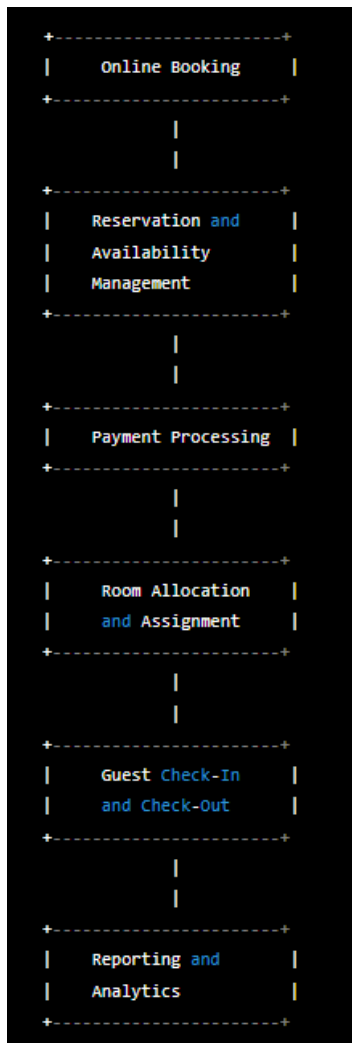 Online Booking
Reservation and
Availability
Management
Payment Processing
Room Allocation
and Assignment
Guest Check-In
and Check-Out
Reporting and
Analytics